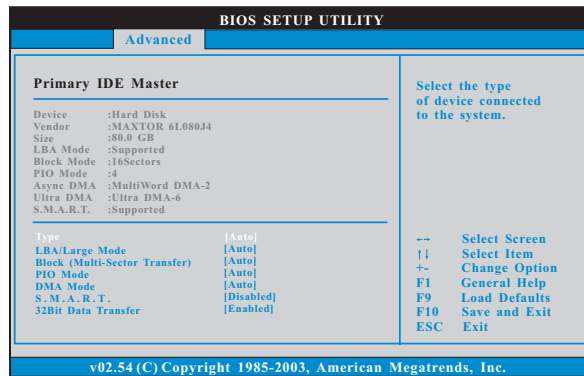 BIOS SETUP UTILITY
Advanced
Primary IDE Master
Device :Hard Disk
Vendor :MAXTOR 6L080J4
Size :80.0 GB
LBA Mode :Supported
Block Mode :16Sectors
PIO Mode :4
Async DMA :MultiWord DMA-2
Ultra DMA :Ultra DMA-6
S.M.A.R.T. :Supported
Type [Auto]
LBA/Large Mode [Auto]
Block (Multi-Sector Transfer) [Auto]
PIO Mode [Auto]
DMA Mode [Auto]
S.M.A.R.T. [Disabled]
32Bit Data Transfer [Enabled]
Select the type
of device connected
to the system.
←→ Select Screen
↑↓ Select Item
+- Change Option
F1 General Help
F9 Load Defaults
F10 Save and Exit
ESC Exit
v02.54 (C) Copyright 1985-2003, American Megatrends, Inc.